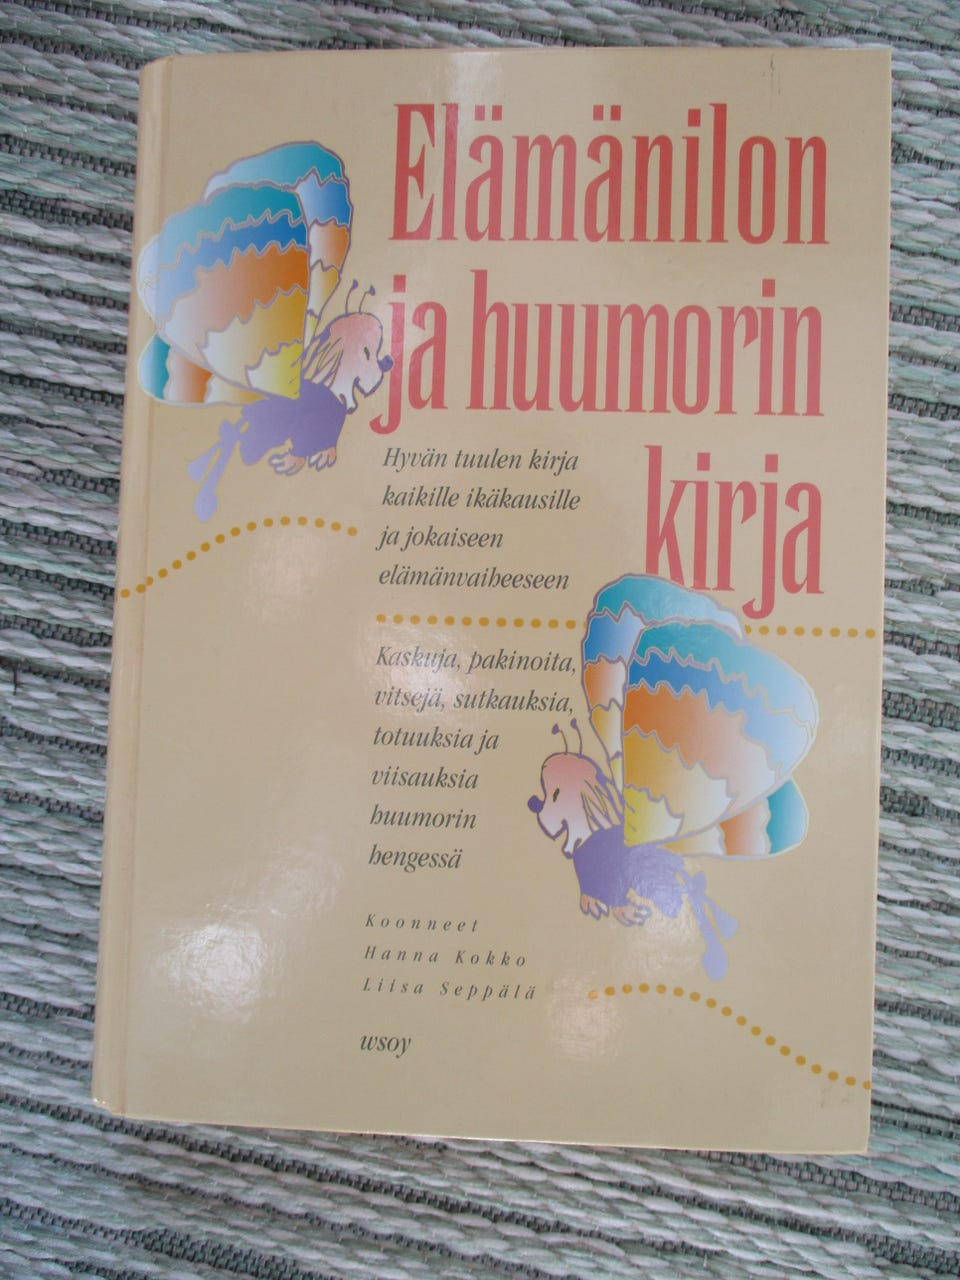 Elämänilon
ja huumorin
kirja
Hyvän tuulen kirja
kaikille ikäkausille
ja jokaiseen
elämänvaiheeseen
Kaskuja, pakinoita,
vitsejä, sutkauksia,
totuuksia ja
viisauksia
huumorin
hengessä
Koonneet
Hanna Kokko
Liisa Seppälä
wsoy